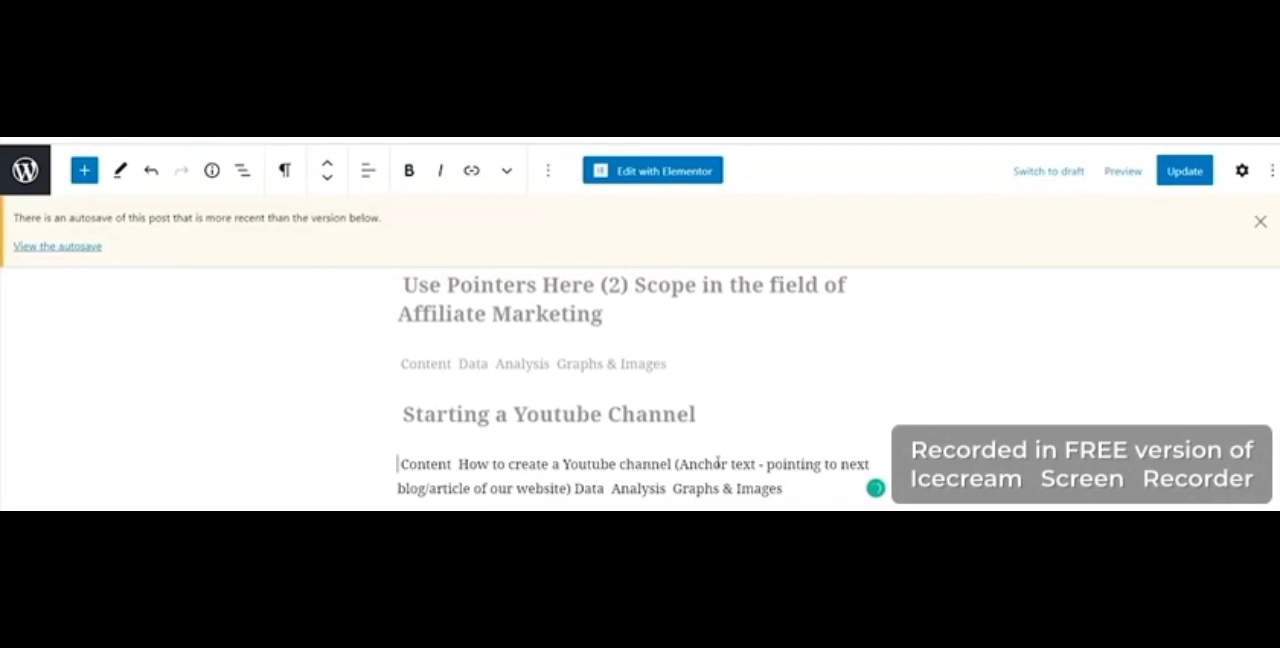 Edit with Elementor
Switch to draft
Preview
Update
There is an autosave of this post that is more recent than the version below.
View the autosave
Use Pointers Here (2) Scope in the field of
Affiliate Marketing
Content Data Analysis Graphs & Images
Starting a Youtube Channel
Content How to create a Youtube channel (Anchor text - pointing to next
blog/article of our website) Data Analysis Graphs & Images
Recorded in FREE version of
Icecream Screen Recorder